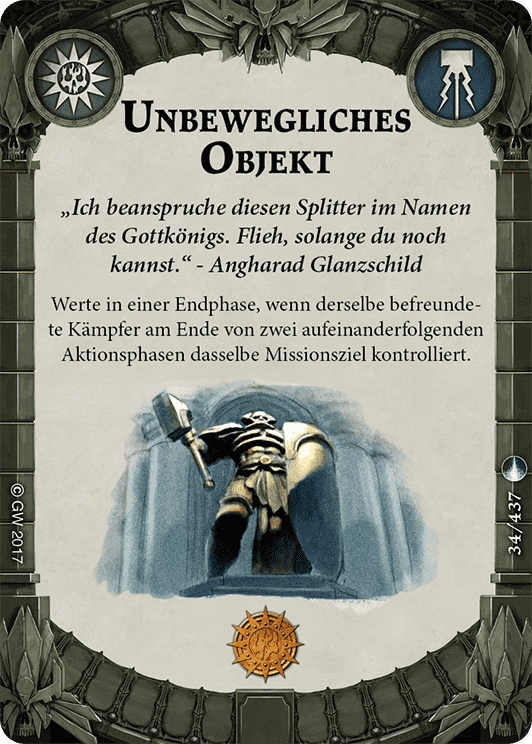 Unbewegliches
Objekt
„Ich beanspruche diesen Splitter im Namen
des Gottkönigs. Flieh, solange du noch
kannst.“ - Angharad Glanzschild
Werte in einer Endphase, wenn derselbe befreunde-
te Kämpfer am Ende von zwei aufeinanderfolgenden
Aktionsphasen dasselbe Missionsziel kontrolliert.
© GW 2017
34/437